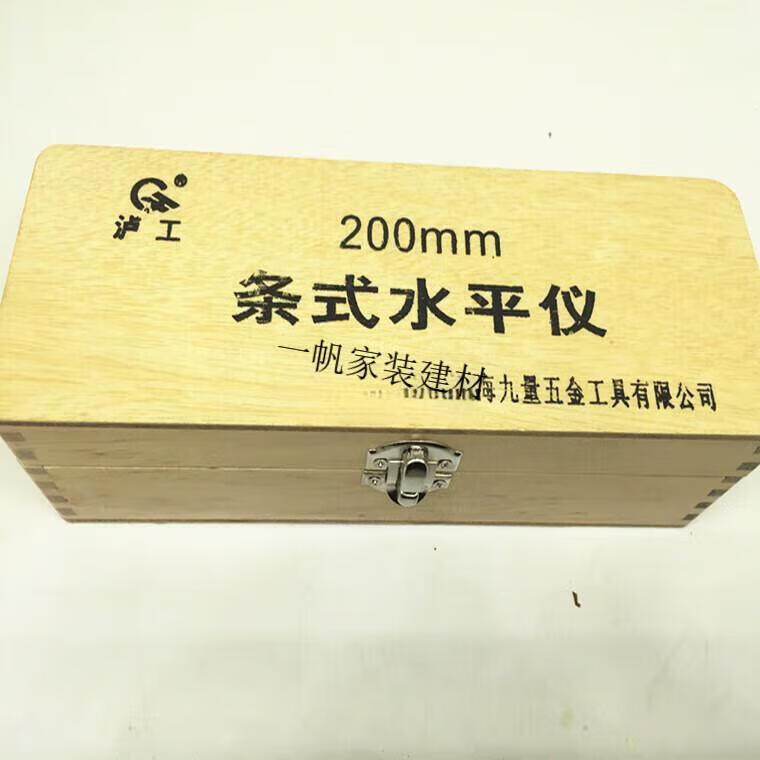 泸工
200mm
条式水平仪
一帆家装建材
海九量五金工具有限公司